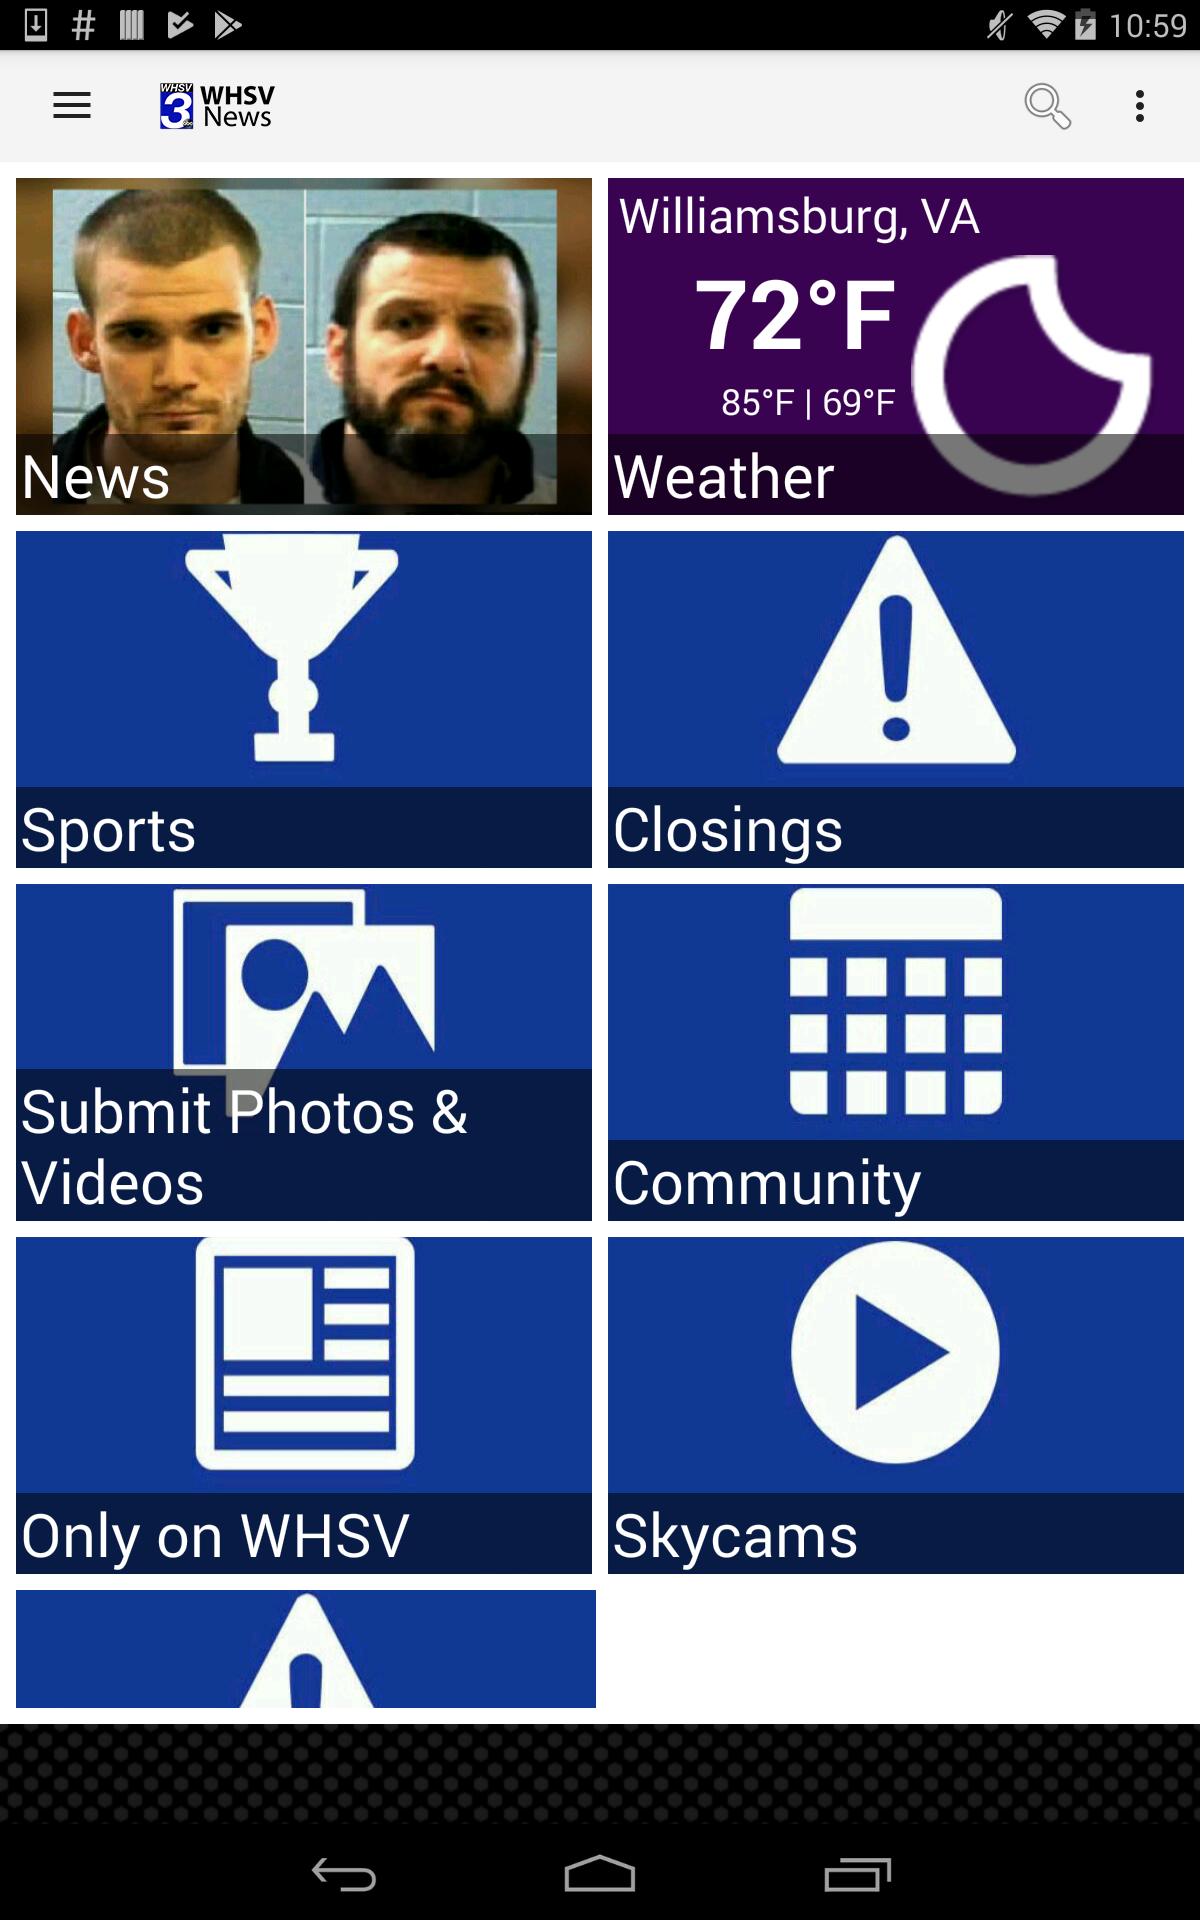 10:59
WHSV
3
abc
WHSV
News
News
Williamsburg, VA
72°F
85°F | 69°F
Weather
Sports
Closings
Submit Photos &
Videos
Community
Only on WHSV
Skycams